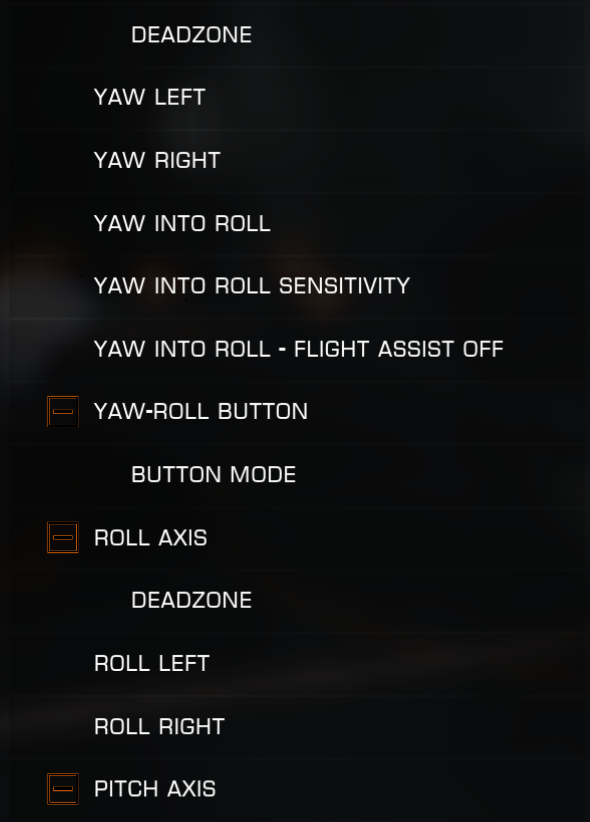 DEADZONE
YAW LEFT
YAW RIGHT
YAW INTO ROLL
YAW INTO ROLL SENSITIVITY
YAW INTO ROLL - FLIGHT ASSIST OFF
YAW-ROLL BUTTON
BUTTON MODE
ROLL AXIS
DEADZONE
ROLL LEFT
ROLL RIGHT
PITCH AXIS